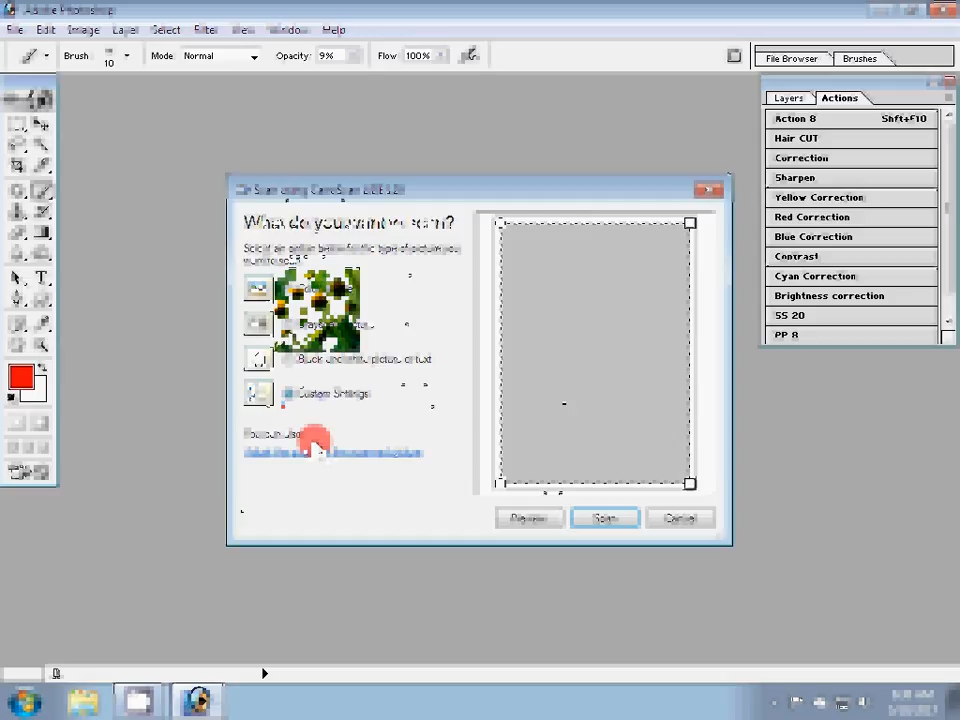 Adobe Photoshop
File Edit Image Layer Select Filter View Window Help
Brush 10 Mode Normal Opacity: 9% Flow 100%
File Browser Brushes
Layers Actions
Action 8 Shft+F10
Hair CUT
Correction
Sharpen
Yellow Correction
Red Correction
Blue Correction
Contrast
Cyan Correction
Brightness correction
SS 20
PP 8
What do you want to scan?
Black and white picture or text
Custom Settings
Preview Scan Cancel